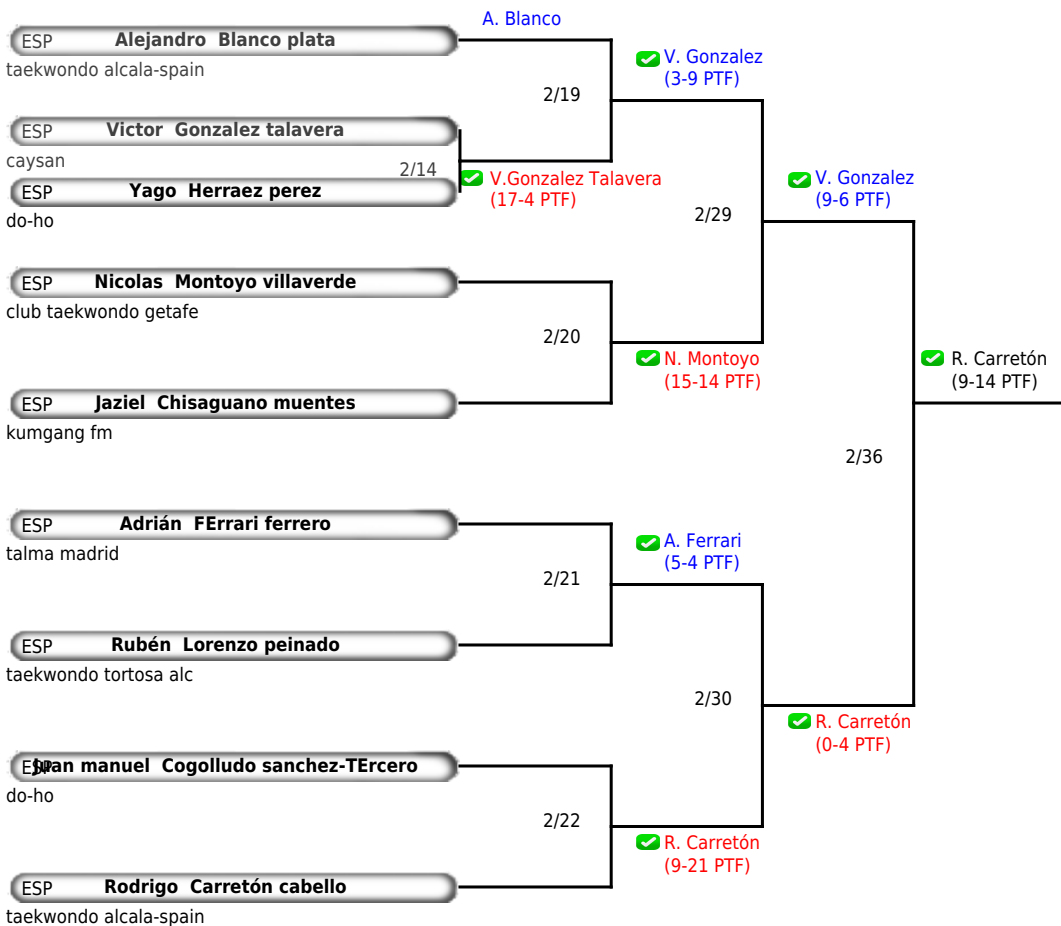 A. Blanco
ESP Alejandro Blanco plata
taekwondo alcala-spain
V. Gonzalez
(3-9 PTF)
2/19
ESP Victor Gonzalez talavera
caysan
2/14
V.Gonzalez Talavera
(17-4 PTF)
ESP Yago Herraez perez
do-ho
V. Gonzalez
(9-6 PTF)
2/29
ESP Nicolas Montoyo villaverde
club taekwondo getafe
2/20
N. Montoyo
(15-14 PTF)
R. Carretón
(9-14 PTF)
ESP Jaziel Chisaguano muentes
kumgang fm
2/36
ESP Adrián FErrari ferrero
talma madrid
A. Ferrari
(5-4 PTF)
2/21
ESP Rubén Lorenzo peinado
taekwondo tortosa alc
2/30
R. Carretón
(0-4 PTF)
ESP Juan manuel Cogolludo sanchez-TErcero
do-ho
2/22
R. Carretón
(9-21 PTF)
ESP Rodrigo Carretón cabello
taekwondo alcala-spain